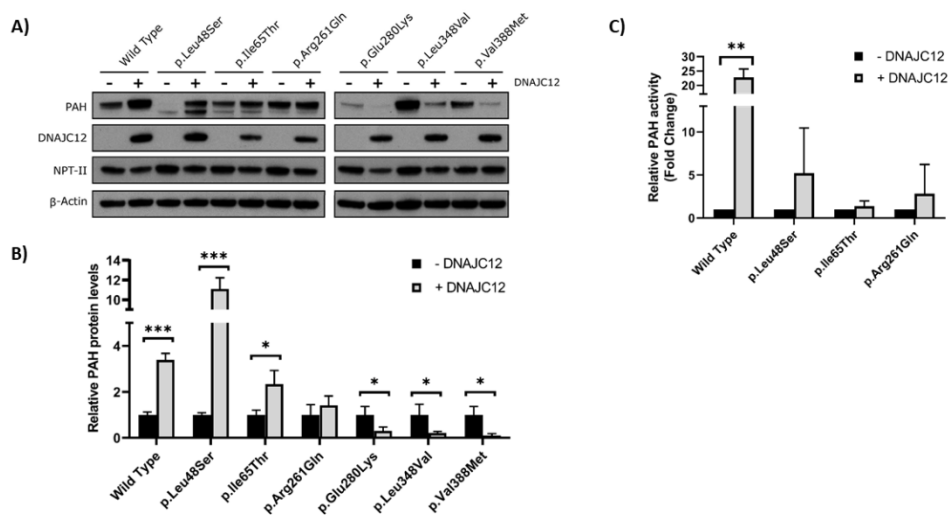 A)
Wild Type p.Leu48Ser p.Ile65Thr p.Arg261Gln p.Glu280Lys p.Leu348Val p.Val388Met
- + - + - + - + - + - + - + DNAJC12
PAH
DNAJC12
NPT-II
β-Actin
B)
Relative PAH protein levels
- DNAJC12
+ DNAJC12
14
12
10
8
4
2
0
*** *** * * * *
Wild Type p.Leu48Ser p.Ile65Thr p.Arg261Gln p.Glu280Lys p.Leu348Val p.Val388Met
C)
Relative PAH activity
(Fold Change)
- DNAJC12
+ DNAJC12
30
25
20
15
10
5
0
**
Wild Type p.Leu48Ser p.Ile65Thr p.Arg261Gln